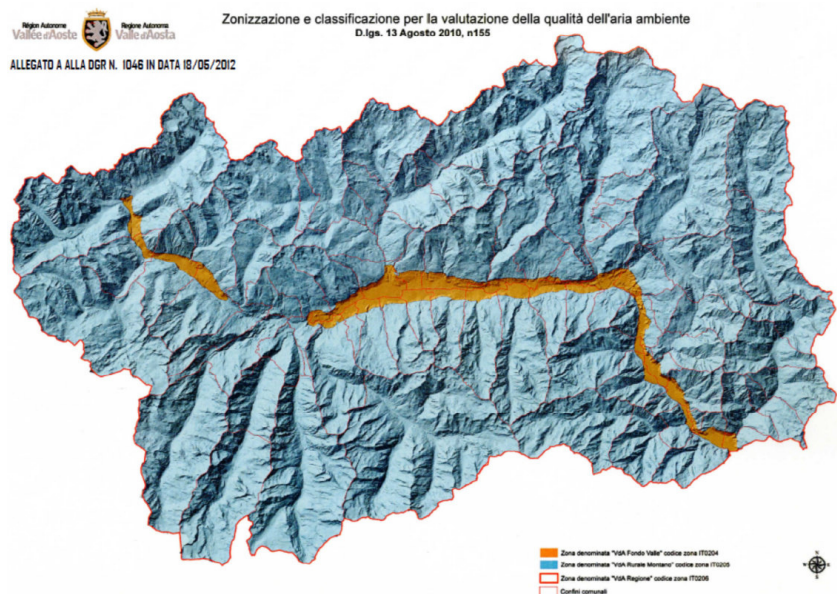 Zonizzazione e classificazione per la valutazione della qualità dell'aria ambiente
D.lgs. 13 Agosto 2010, n155
Région Autonome
Vallée d'Aoste
Regione Autonoma
Valle d'Aosta
ALLEGATO A ALLA DGR N. 1046 IN DATA 18/05/2012
Zona denominata "VdA Fondo Valle" codice zona IT0204
Zona denominata "VdA Rurale Montano" codice zona IT0205
Zona denominata "VdA Regione" codice zona IT0206
Confini comunali